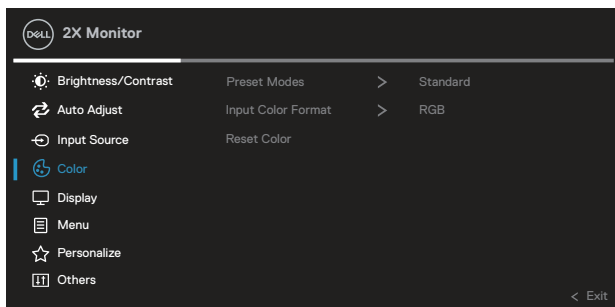 DELL 2X Monitor
Brightness/Contrast Preset Modes > Standard
Auto Adjust Input Color Format > RGB
Input Source Reset Color
Color
Display
Menu
Personalize
Others
< Exit